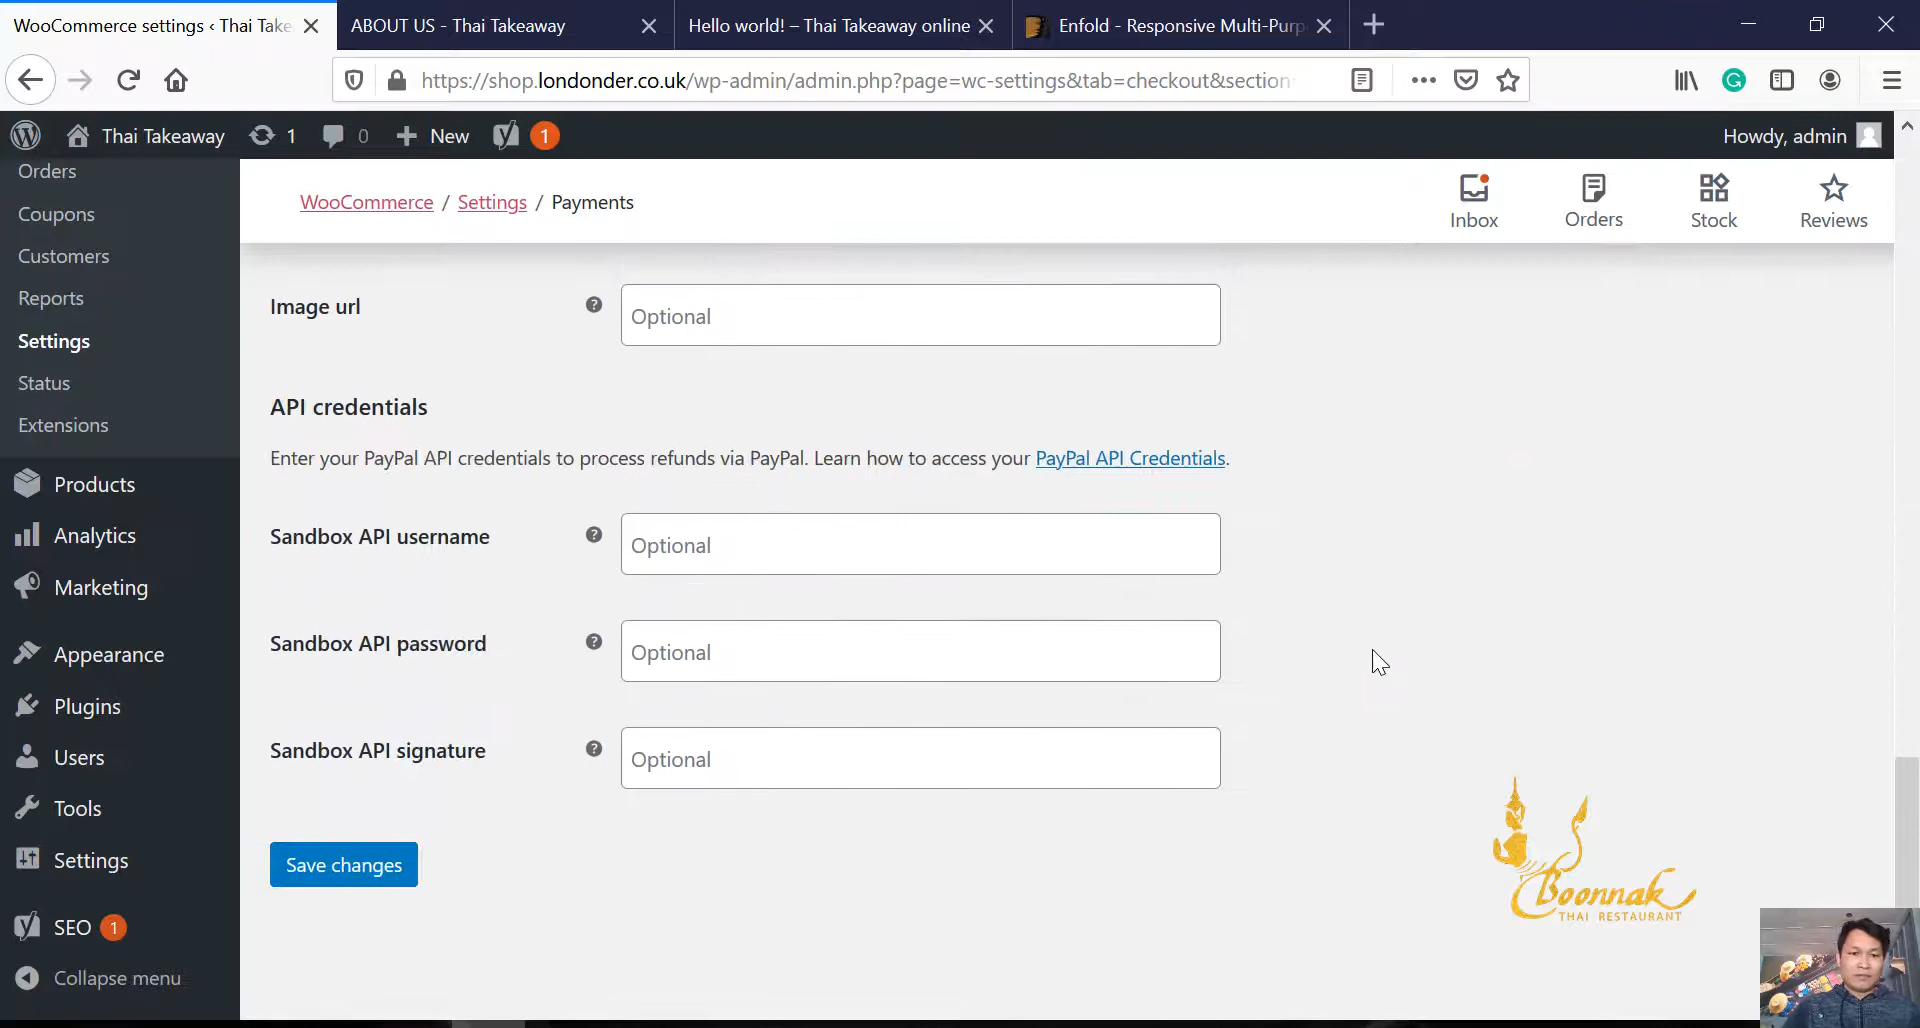 WooCommerce settings ‹ Thai Take
ABOUT US - Thai Takeaway
Hello world! – Thai Takeaway online
Enfold - Responsive Multi-Purp
https://shop.londonder.co.uk/wp-admin/admin.php?page=wc-settings&tab=checkout&section
Thai Takeaway
1
0
New
1
Howdy, admin
Orders
Coupons
Customers
Reports
Settings
Status
Extensions
Products
Analytics
Marketing
Appearance
Plugins
Users
Tools
Settings
SEO 1
Collapse menu
WooCommerce / Settings / Payments
Inbox
Orders
Stock
Reviews
Image url
Optional
API credentials
Enter your PayPal API credentials to process refunds via PayPal. Learn how to access your PayPal API Credentials.
Sandbox API username
Optional
Sandbox API password
Optional
Sandbox API signature
Optional
Save changes
Boonnak
THAI RESTAURANT